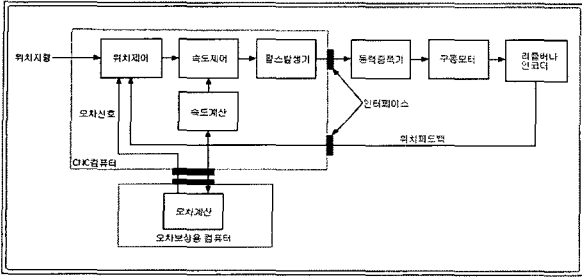 위치지령
위치제어
속도제어
펄스발생기
동력증폭기
구동모터
리졸버나
인코더
오차신호
속도계산
인터페이스
위치피드백
CNC컴퓨터
오차계산
오차보상용 컴퓨터